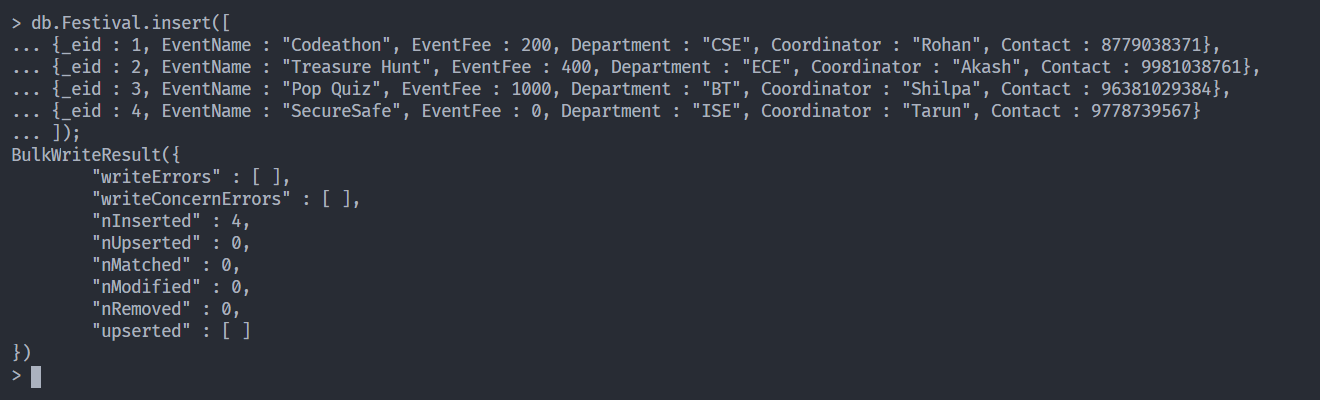 > db.Festival.insert([
... {_eid : 1, EventName : "Codeathon", EventFee : 200, Department : "CSE", Coordinator : "Rohan", Contact : 8779038371},
... {_eid : 2, EventName : "Treasure Hunt", EventFee : 400, Department : "ECE", Coordinator : "Akash", Contact : 9981038761},
... {_eid : 3, EventName : "Pop Quiz", EventFee : 1000, Department : "BT", Coordinator : "Shilpa", Contact : 96381029384},
... {_eid : 4, EventName : "SecureSafe", EventFee : 0, Department : "ISE", Coordinator : "Tarun", Contact : 9778739567}
... ]);
BulkWriteResult({
        "writeErrors" : [ ],
        "writeConcernErrors" : [ ],
        "nInserted" : 4,
        "nUpserted" : 0,
        "nMatched" : 0,
        "nModified" : 0,
        "nRemoved" : 0,
        "upserted" : [ ]
})
>